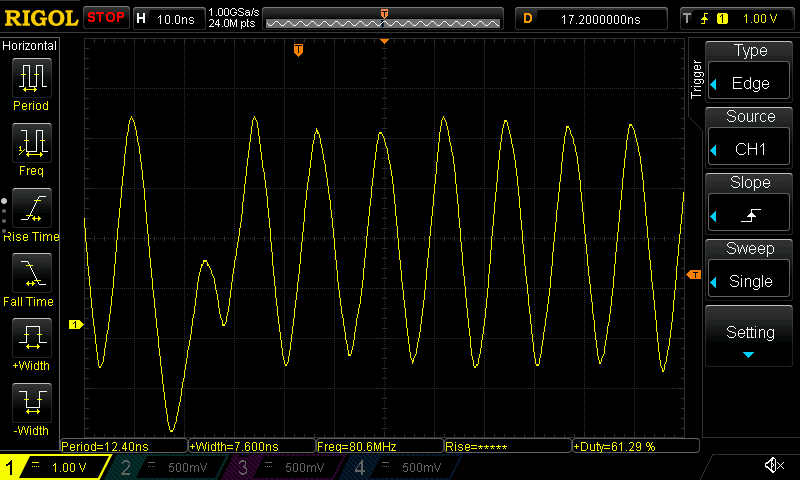 RIGOL STOP H 10.0ns 1.00GSa/s
24.0M pts
T
D 17.2000000ns T 1 1.00 V
Horizontal
Period
Freq
Rise Time
Fall Time
+Width
-Width
T
T
1
Trigger
Type
Edge
Source
CH1
Slope
Sweep
Single
Setting
Period=12.40ns +Width=7.600ns Freq=80.6MHz Rise=***** +Duty=61.29 %
1 1.00 V 2 500mV 3 500mV 4 500mV